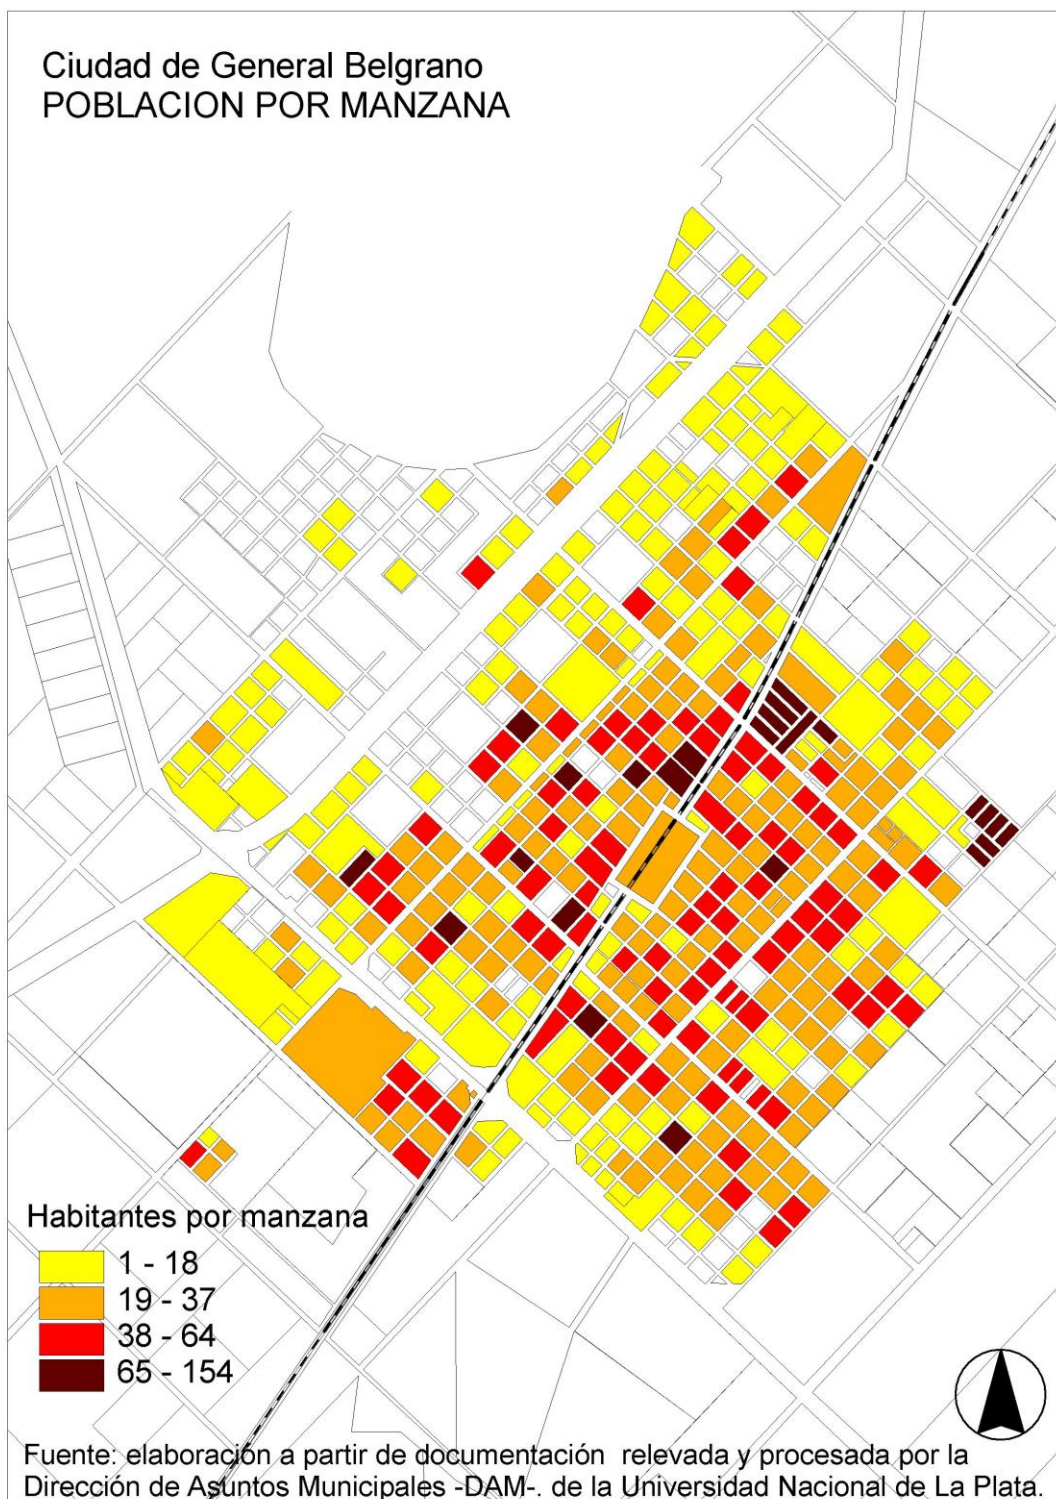 Ciudad de General Belgrano
POBLACION POR MANZANA
Habitantes por manzana
1 - 18
19 - 37
38 - 64
65 - 154
Fuente: elaboración a partir de documentación relevada y procesada por la
Dirección de Asuntos Municipales -DAM-. de la Universidad Nacional de La Plata.